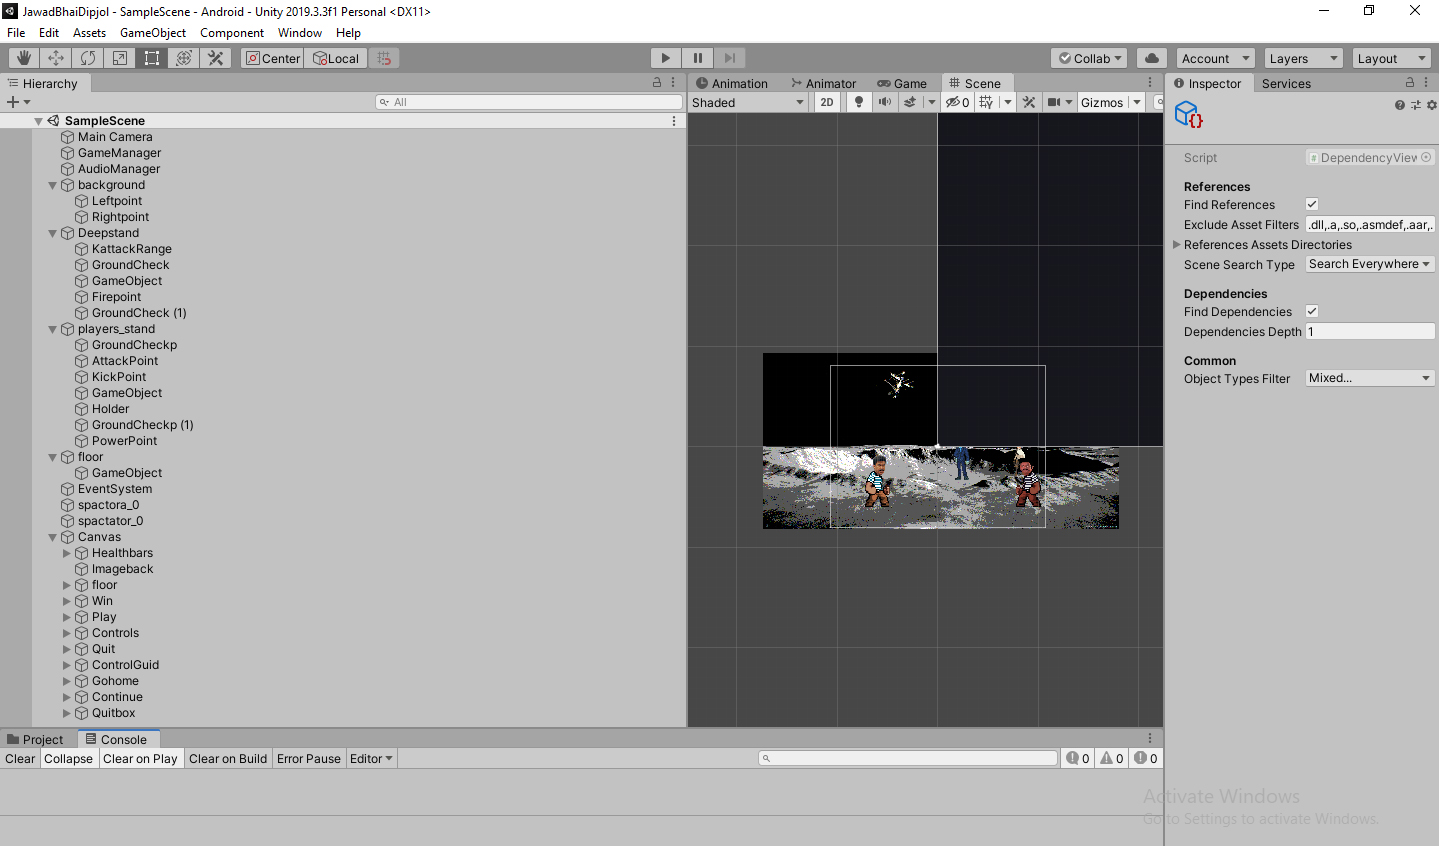 JawadBhaiDipjol - SampleScene - Android - Unity 2019.3.3f1 Personal <DX11>
File Edit Assets GameObject Component Window Help
Center Local Collab Account Layers Layout
Hierarchy
All
SampleScene
Main Camera
GameManager
AudioManager
background
Leftpoint
Rightpoint
Deepstand
KattackRange
GroundCheck
GameObject
Firepoint
GroundCheck (1)
players_stand
GroundCheckp
AttackPoint
KickPoint
GameObject
Holder
GroundCheckp (1)
PowerPoint
floor
GameObject
EventSystem
spactora_0
spactator_0
Canvas
Healthbars
Imageback
floor
Win
Play
Controls
Quit
ControlGuid
Gohome
Continue
Quitbox
Animation Animator Game Scene
Shaded 2D 0 Gizmos
Inspector Services
Script DependencyView
References
Find References
Exclude Asset Filters .dll,.a,.so,.asmdef,.aar,.
References Assets Directories
Scene Search Type Search Everywhere
Dependencies
Find Dependencies
Dependencies Depth 1
Common
Object Types Filter Mixed...
Project Console
Clear Collapse Clear on Play Clear on Build Error Pause Editor 0 0 0
Activate Windows
Go to Settings to activate Windows.